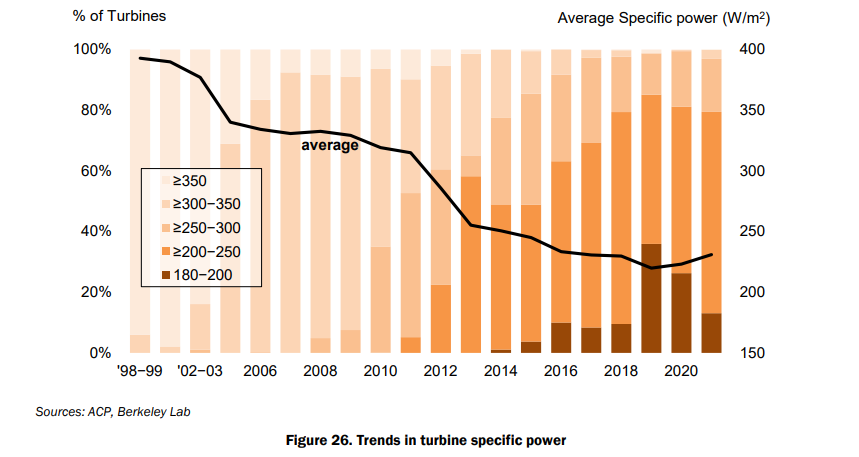 % of Turbines
Average Specific power (W/m²)
100%
400
80%
350
average
60%
300
≥350
≥300−350
≥250−300
≥200−250
180−200
40%
250
20%
200
0%
150
'98−99 '02−03 2006 2008 2010 2012 2014 2016 2018 2020
Sources: ACP, Berkeley Lab
Figure 26. Trends in turbine specific power